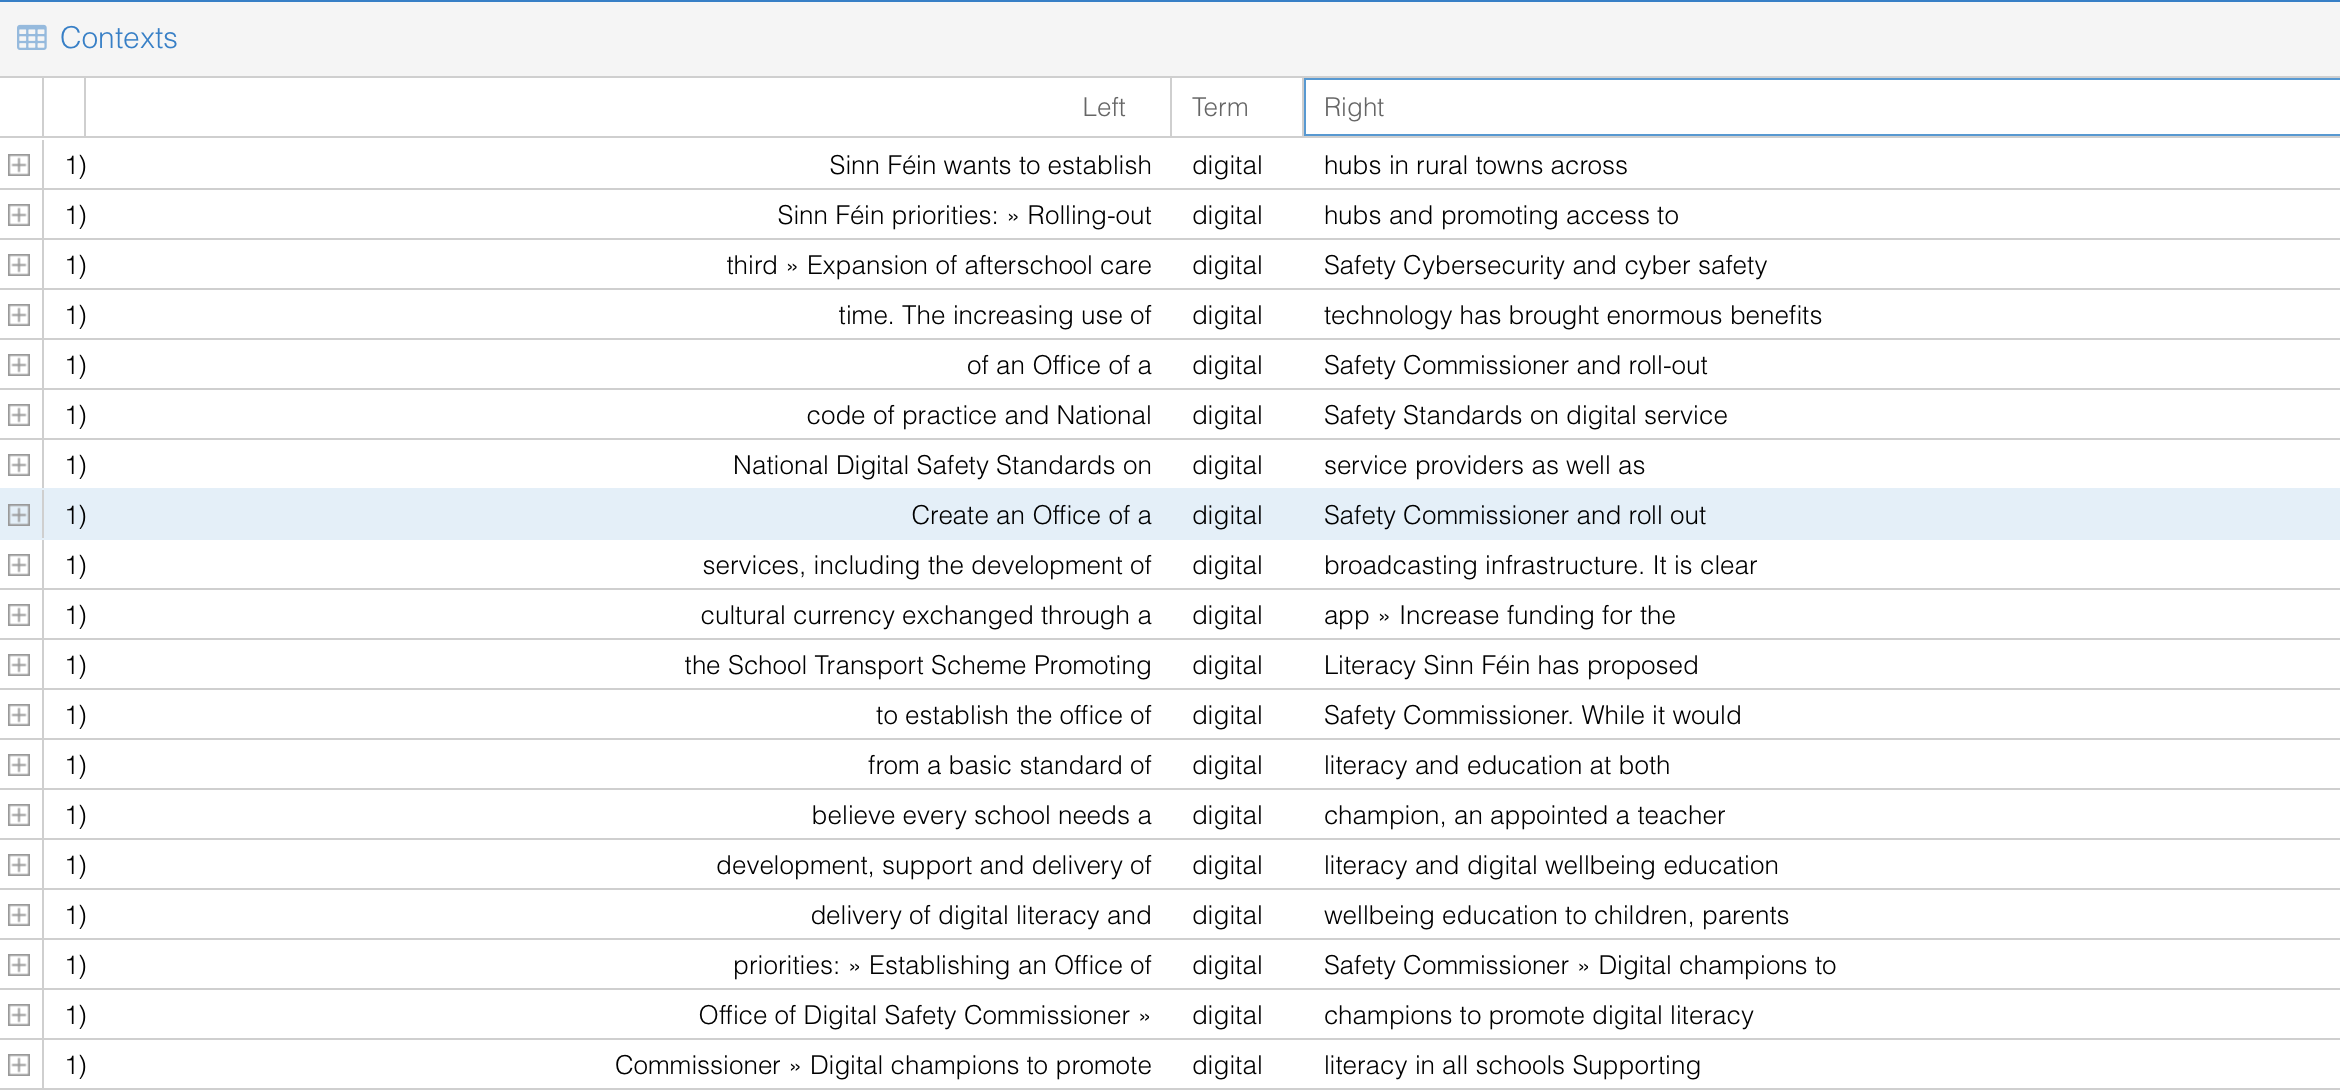 Contexts
Left Term Right
1) Sinn Féin wants to establish digital hubs in rural towns across
1) Sinn Féin priorities: » Rolling-out digital hubs and promoting access to
1) third » Expansion of afterschool care digital Safety Cybersecurity and cyber safety
1) time. The increasing use of digital technology has brought enormous benefits
1) of an Office of a digital Safety Commissioner and roll-out
1) code of practice and National digital Safety Standards on digital service
1) National Digital Safety Standards on digital service providers as well as
1) Create an Office of a digital Safety Commissioner and roll out
1) services, including the development of digital broadcasting infrastructure. It is clear
1) cultural currency exchanged through a digital app » Increase funding for the
1) the School Transport Scheme Promoting digital Literacy Sinn Féin has proposed
1) to establish the office of digital Safety Commissioner. While it would
1) from a basic standard of digital literacy and education at both
1) believe every school needs a digital champion, an appointed a teacher
1) development, support and delivery of digital literacy and digital wellbeing education
1) delivery of digital literacy and digital wellbeing education to children, parents
1) priorities: » Establishing an Office of digital Safety Commissioner » Digital champions to
1) Office of Digital Safety Commissioner » digital champions to promote digital literacy
1) Commissioner » Digital champions to promote digital literacy in all schools Supporting